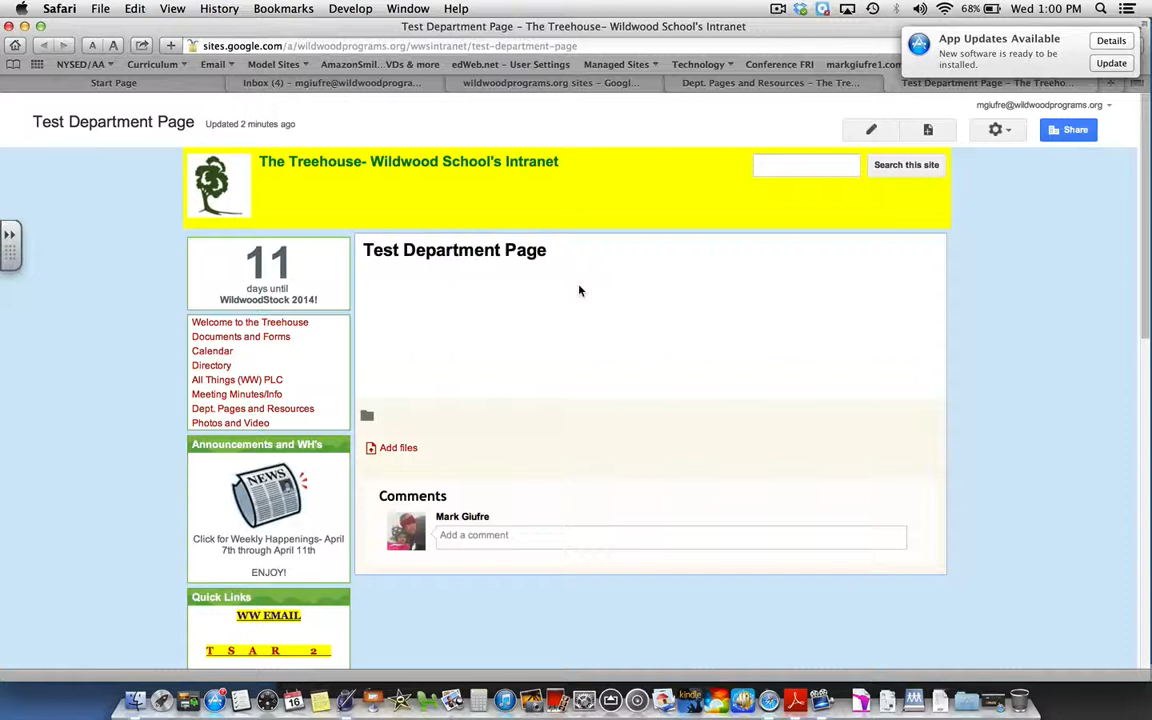 Safari File Edit View History Bookmarks Develop Window Help 68% Wed 1:00 PM
Test Department Page – The Treehouse- Wildwood School's Intranet
App Updates Available
New software is ready to be installed.
Details
Update
A A + sites.google.com/a/wildwoodprograms.org/wwsintranet/test-department-page
NYSED/AA Curriculum Email Model Sites AmazonSmil...VDs & more edWeb.net - User Settings Managed Sites Technology Conference FRI markgiufre1.com
Start Page Inbox (4) - mgiufre@wildwoodprogra... wildwoodprograms.org sites - Googl... Dept. Pages and Resources - The Tre... Test Department Page - The Treeho...
mgiufre@wildwoodprograms.org
Test Department Page Updated 2 minutes ago
Share
The Treehouse- Wildwood School's Intranet
Search this site
11
days until
WildwoodStock 2014!
Test Department Page
Welcome to the Treehouse
Documents and Forms
Calendar
Directory
All Things (WW) PLC
Meeting Minutes/Info
Dept. Pages and Resources
Photos and Video
Add files
Comments
Mark Giufre
Add a comment
Announcements and WH's
NEWS
Click for Weekly Happenings- April
7th through April 11th
ENJOY!
Quick Links
WW EMAIL
T S A R 2
16
kindle